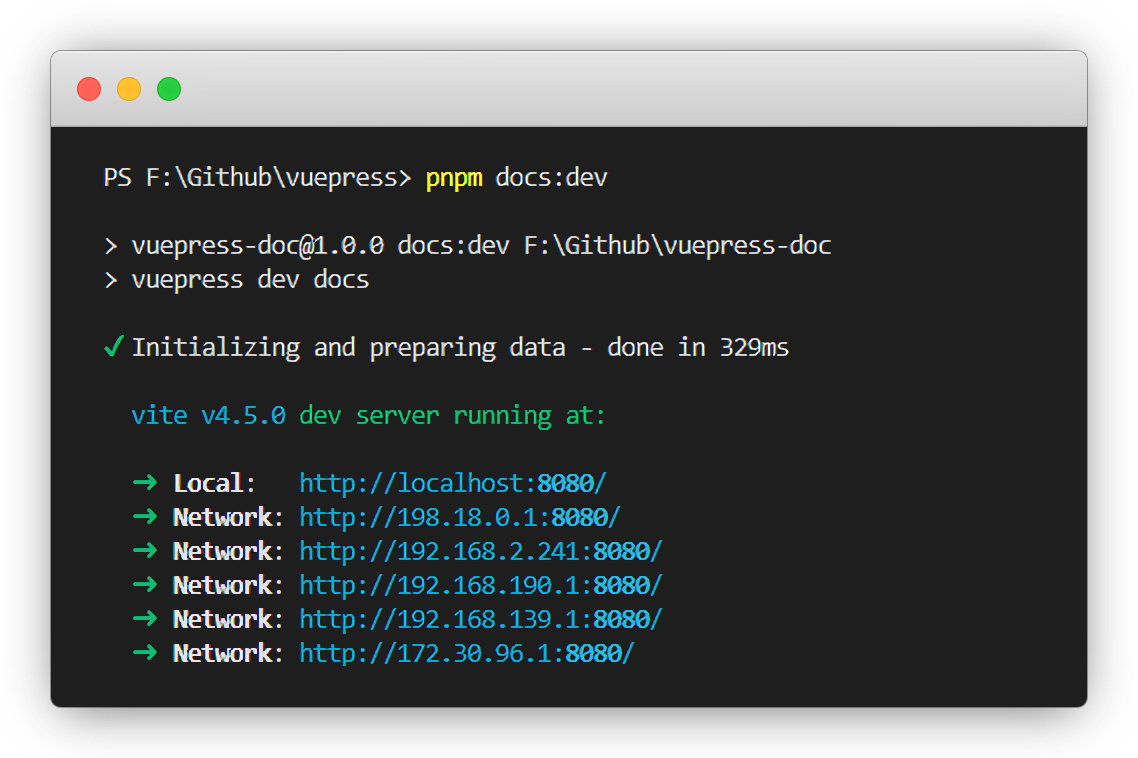 PS F:\Github\vuepress> pnpm docs:dev
> vuepress-doc@1.0.0 docs:dev F:\Github\vuepress-doc
> vuepress dev docs
✔ Initializing and preparing data - done in 329ms
vite v4.5.0 dev server running at:
➜ Local: http://localhost:8080/
➜ Network: http://198.18.0.1:8080/
➜ Network: http://192.168.2.241:8080/
➜ Network: http://192.168.190.1:8080/
➜ Network: http://192.168.139.1:8080/
➜ Network: http://172.30.96.1:8080/